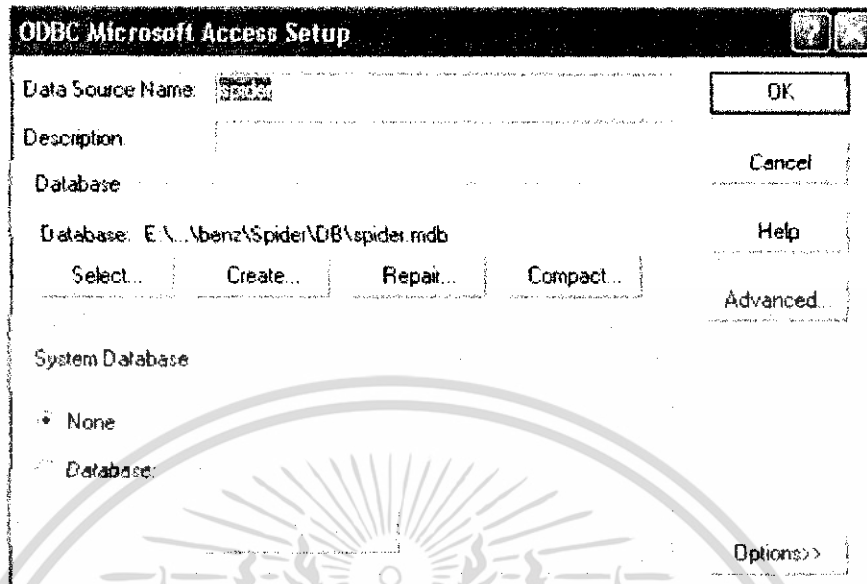 ODBC Microsoft Access Setup
Data Source Name: spider
OK
Description:
Cancel
Database
Database: E:\...\benz\Spider\DB\spider.mdb
Help
Select... Create... Repair... Compact...
Advanced...
System Database
None
Database:
Options>>